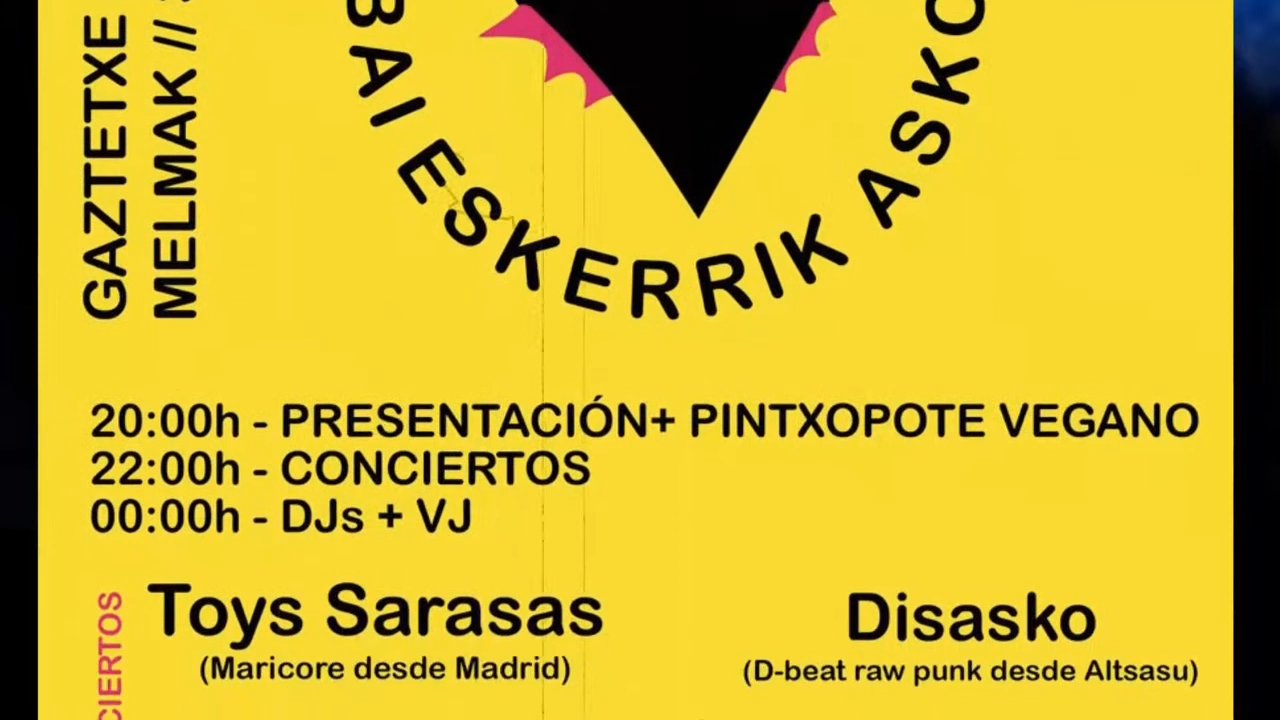 GAZTETXE
MELMAK //
BAI ESKERRIK ASKO
20:00h - PRESENTACIÓN+ PINTXOPOTE VEGANO
22:00h - CONCIERTOS
00:00h - DJs + VJ
CIERTOS
Toys Sarasas
(Maricore desde Madrid)
Disasko
(D-beat raw punk desde Altsasu)